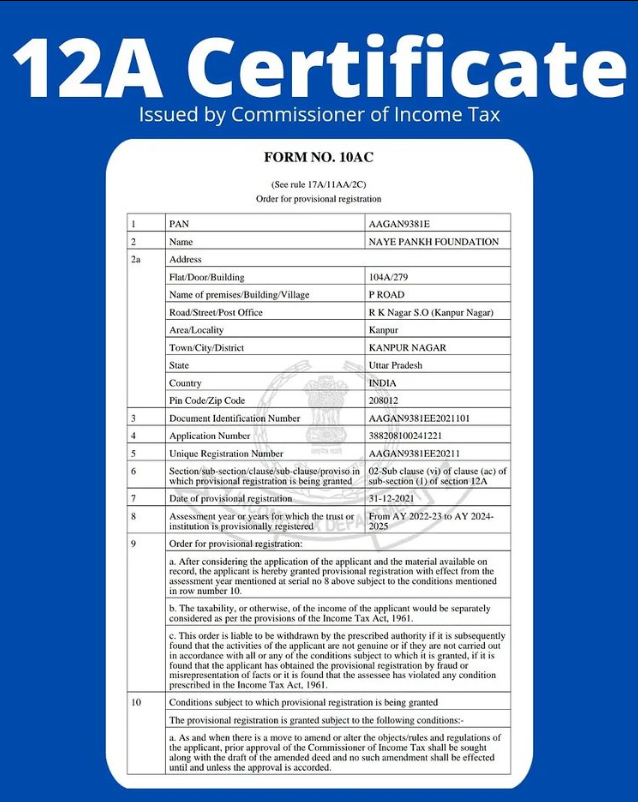 12A Certificate
Issued by Commissioner of Income Tax
FORM NO. 10AC
(See rule 17A/11AA/2C)
Order for provisional registration
1 PAN AAGAN9381E
2 Name NAYE PANKH FOUNDATION
2a Address
Flat/Door/Building 104A/279
Name of premises/Building/Village P ROAD
Road/Street/Post Office R K Nagar S.O (Kanpur Nagar)
Area/Locality Kanpur
Town/City/District KANPUR NAGAR
State Uttar Pradesh
Country INDIA
Pin Code/Zip Code 208012
3 Document Identification Number AAGAN9381EE2021101
4 Application Number 388208100241221
5 Unique Registration Number AAGAN9381EE20211
6 Section/sub-section/clause/sub-clause/proviso in 02-Sub clause (vi) of clause (ac) of
which provisional registration is being granted sub-section (1) of section 12A
7 Date of provisional registration 31-12-2021
8 Assessment year or years for which the trust or From AY 2022-23 to AY 2024-
institution is provisionally registered 2025
9 Order for provisional registration:
a. After considering the application of the applicant and the material available on
record, the applicant is hereby granted provisional registration with effect from the
assessment year mentioned at serial no 8 above subject to the conditions mentioned
in row number 10.
b. The taxability, or otherwise, of the income of the applicant would be separately
considered as per the provisions of the Income Tax Act, 1961.
c. This order is liable to be withdrawn by the prescribed authority if it is subsequently
found that the activities of the applicant are not genuine or if they are not carried out
in accordance with all or any of the conditions subject to which it is granted, if it is
found that the applicant has obtained the provisional registration by fraud or
misrepresentation of facts or it is found that the assessee has violated any condition
prescribed in the Income Tax Act, 1961.
10 Conditions subject to which provisional registration is being granted
The provisional registration is granted subject to the following conditions:-
a. As and when there is a move to amend or alter the objects/rules and regulations of
the applicant, prior approval of the Commissioner of Income Tax shall be sought
along with the draft of the amended deed and no such amendment shall be effected
until and unless the approval is accorded.